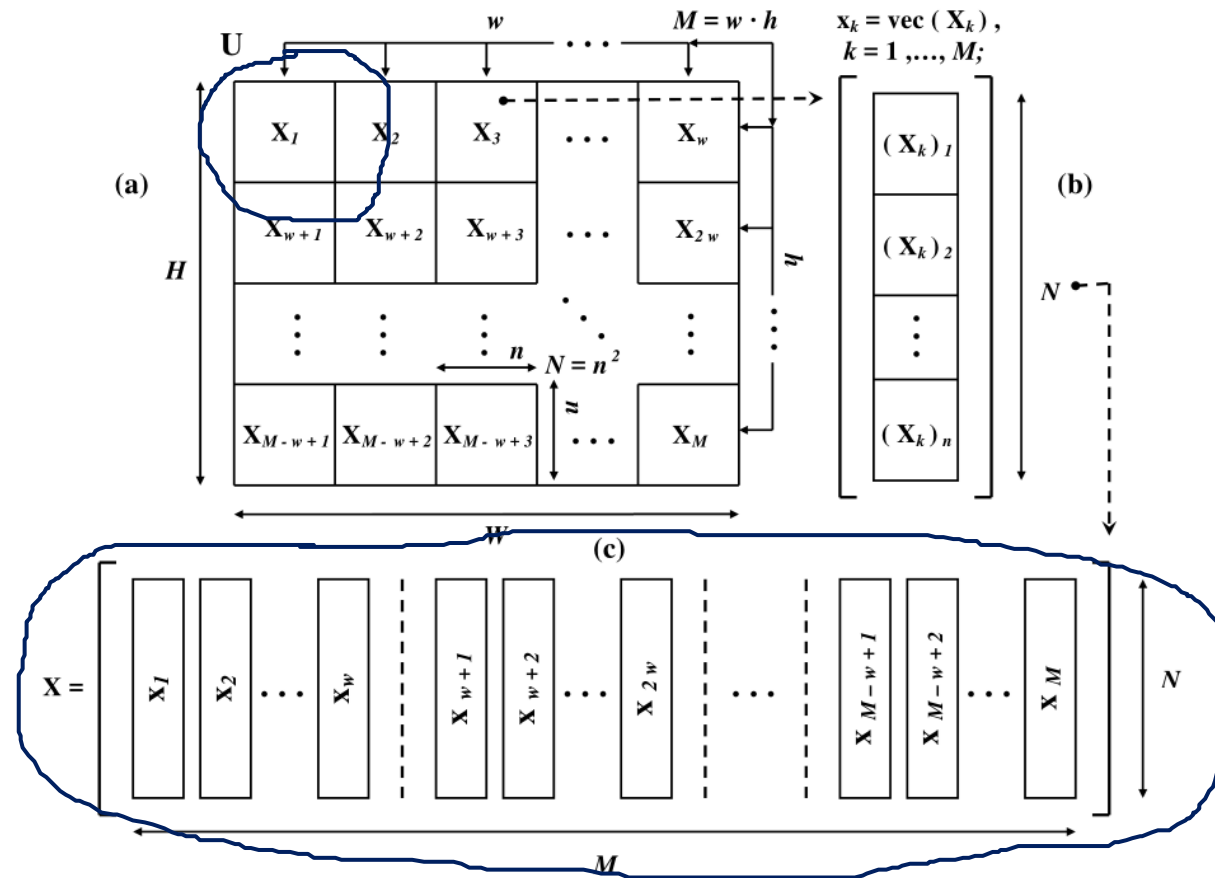 U
w
M = w · h
x_k = vec ( X_k ) ,
k = 1 ,..., M;
(a)
X_1 X_2 X_3 ... X_w
X_{w+1} X_{w+2} X_{w+3} ... X_{2w}
H
h
n
N = n^2
n
X_{M-w+1} X_{M-w+2} X_{M-w+3} ... X_M
W
(b)
( X_k )_1
( X_k )_2
( X_k )_n
N
(c)
X =
x_1 x_2 ... x_w x_{w+1} x_{w+2} ... x_{2w} ... x_{M-w+1} x_{M-w+2} ... x_M
N
M